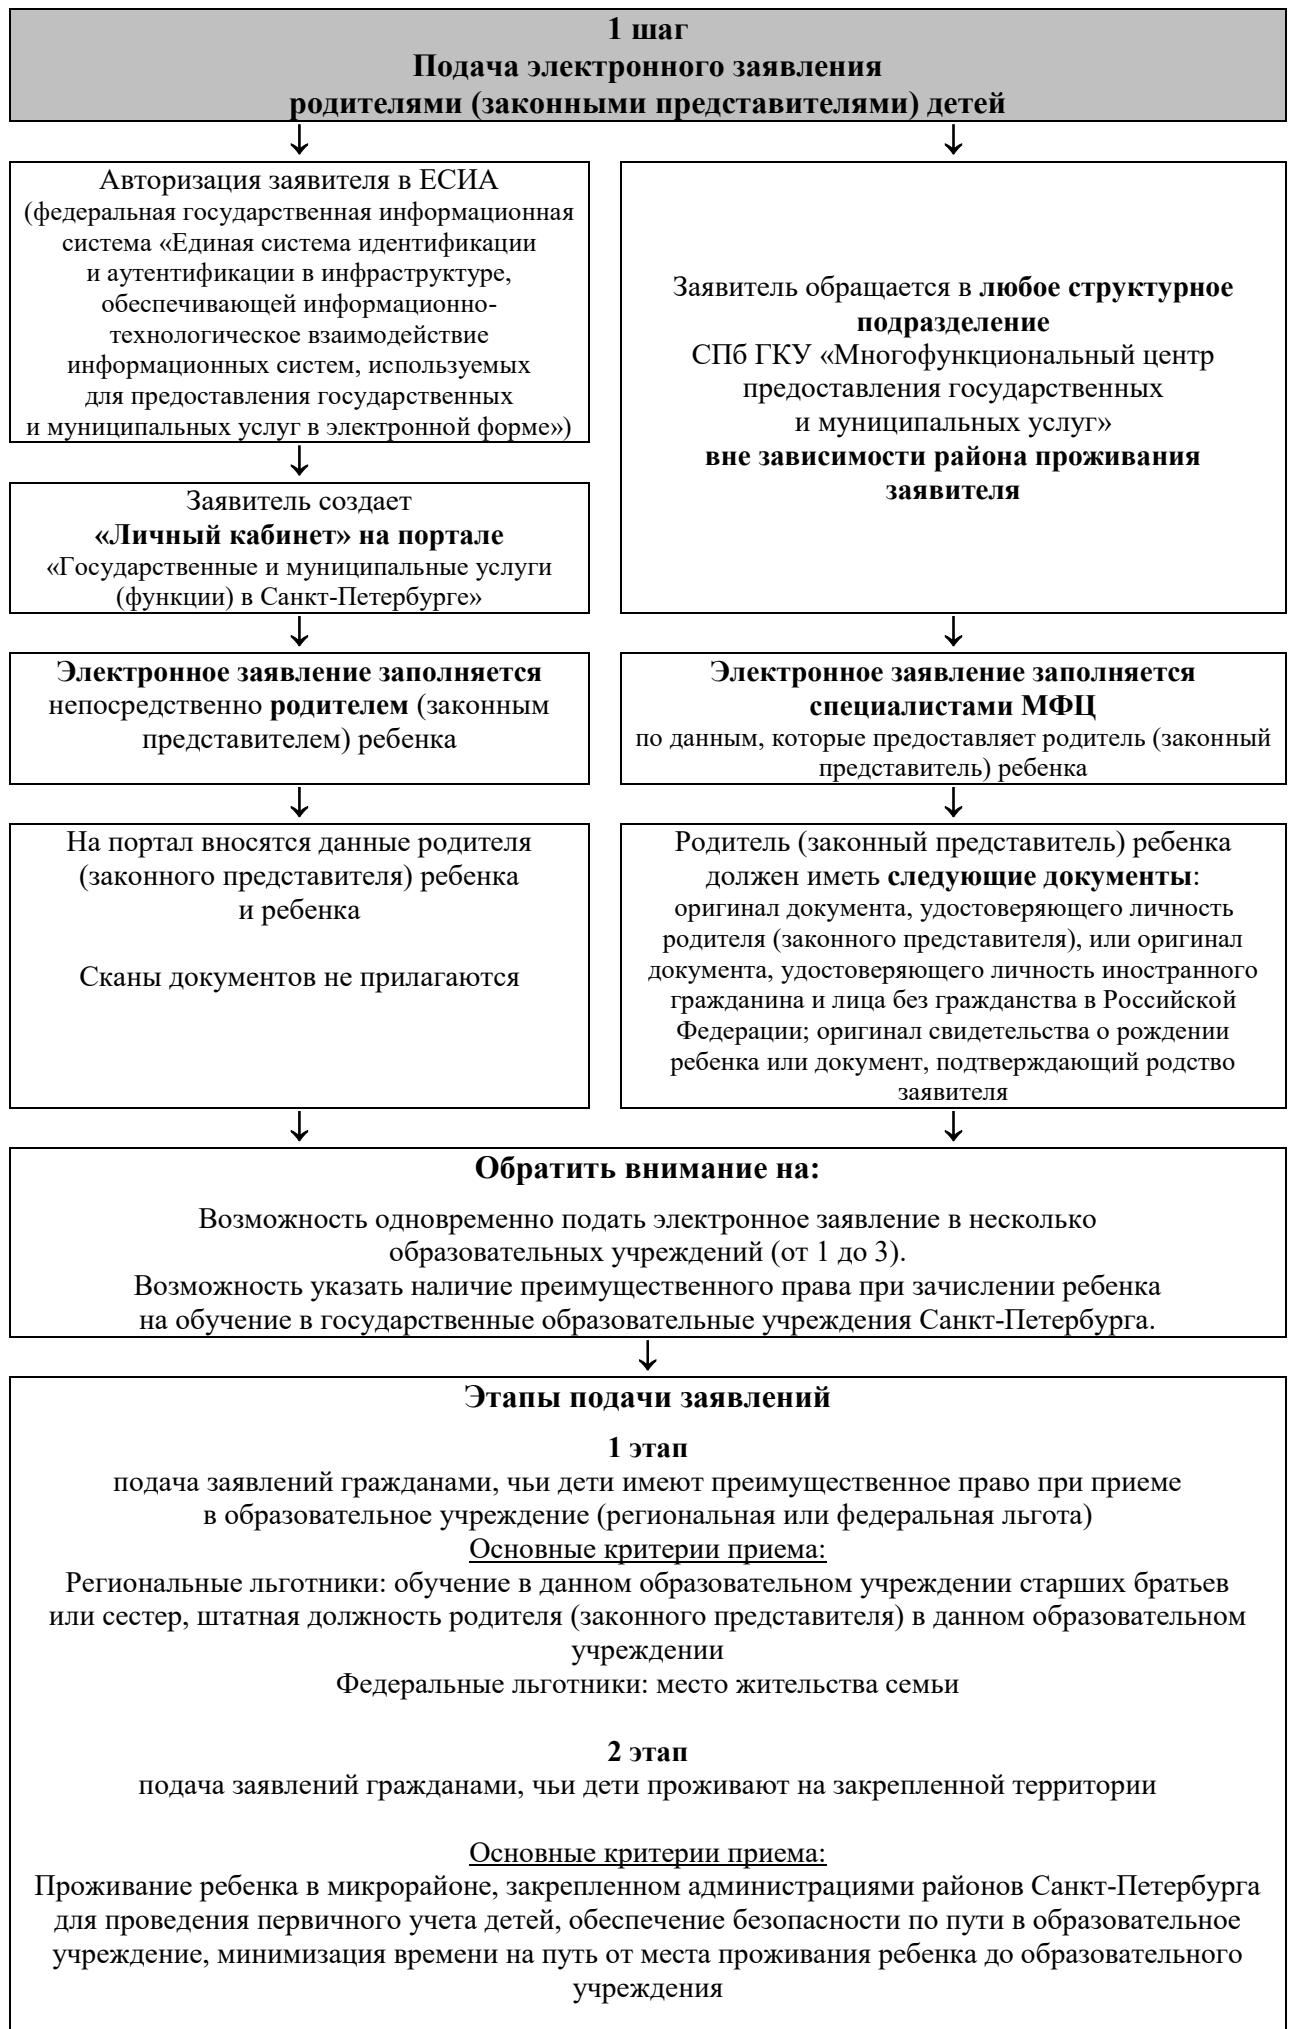 1 шаг
Подача электронного заявления
родителями (законными представителями) детей
↓
↓
Авторизация заявителя в ЕСИА
(федеральная государственная информационная
система «Единая система идентификации
и аутентификации в инфраструктуре,
обеспечивающей информационно-
технологическое взаимодействие
информационных систем, используемых
для предоставления государственных
и муниципальных услуг в электронной форме»)
↓
Заявитель создает
«Личный кабинет» на портале
«Государственные и муниципальные услуги
(функции) в Санкт-Петербурге»
Заявитель обращается в любое структурное
подразделение
СПб ГКУ «Многофункциональный центр
предоставления государственных
и муниципальных услуг»
вне зависимости района проживания
заявителя
↓
↓
Электронное заявление заполняется
непосредственно родителем (законным
представителем) ребенка
Электронное заявление заполняется
специалистами МФЦ
по данным, которые предоставляет родитель (законный
представитель) ребенка
↓
↓
На портал вносятся данные родителя
(законного представителя) ребенка
и ребенка
Сканы документов не прилагаются
Родитель (законный представитель) ребенка
должен иметь следующие документы:
оригинал документа, удостоверяющего личность
родителя (законного представителя), или оригинал
документа, удостоверяющего личность иностранного
гражданина и лица без гражданства в Российской
Федерации; оригинал свидетельства о рождении
ребенка или документ, подтверждающий родство
заявителя
↓
↓
Обратить внимание на:
Возможность одновременно подать электронное заявление в несколько
образовательных учреждений (от 1 до 3).
Возможность указать наличие преимущественного права при зачислении ребенка
на обучение в государственные образовательные учреждения Санкт-Петербурга.
↓
Этапы подачи заявлений
1 этап
подача заявлений гражданами, чьи дети имеют преимущественное право при приеме
в образовательное учреждение (региональная или федеральная льгота)
Основные критерии приема:
Региональные льготники: обучение в данном образовательном учреждении старших братьев
или сестер, штатная должность родителя (законного представителя) в данном образовательном
учреждении
Федеральные льготники: место жительства семьи
2 этап
подача заявлений гражданами, чьи дети проживают на закрепленной территории
Основные критерии приема:
Проживание ребенка в микрорайоне, закрепленном администрациями районов Санкт-Петербурга
для проведения первичного учета детей, обеспечение безопасности по пути в образовательное
учреждение, минимизация времени на путь от места проживания ребенка до образовательного
учреждения